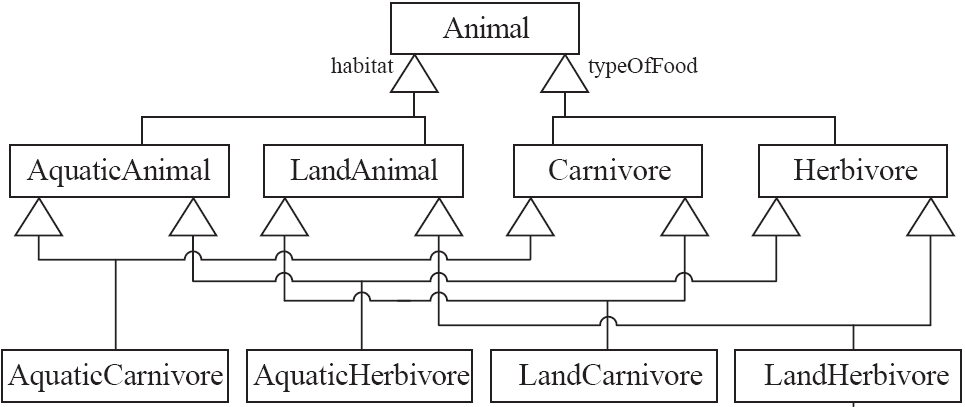 Animal
habitat
typeOfFood
AquaticAnimal
LandAnimal
Carnivore
Herbivore
AquaticCarnivore
AquaticHerbivore
LandCarnivore
LandHerbivore